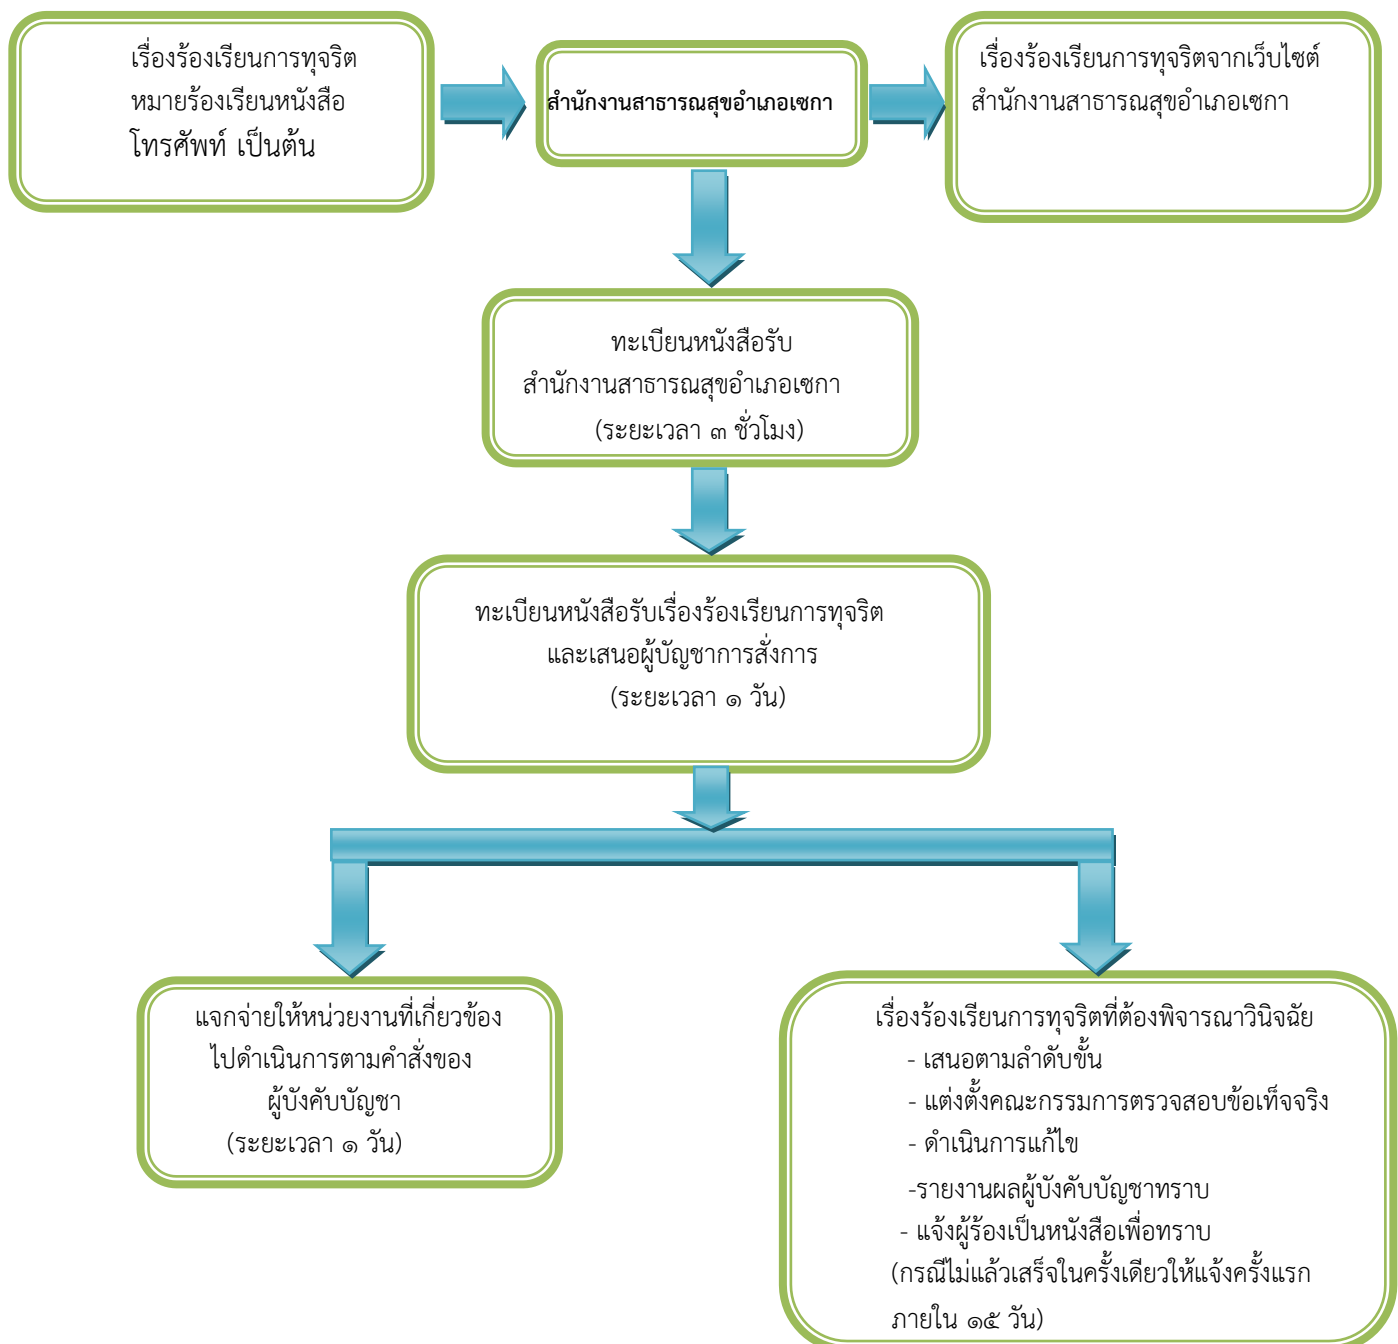 เรื่องร้องเรียนการทุจริต
หมายร้องเรียนหนังสือ
โทรศัพท์ เป็นต้น
สำนักงานสาธารณสุขอำเภอเซกา
เรื่องร้องเรียนการทุจริตจากเว็บไซต์
สำนักงานสาธารณสุขอำเภอเซกา
ทะเบียนหนังสือรับ
สำนักงานสาธารณสุขอำเภอเซกา
(ระยะเวลา ๓ ชั่วโมง)
ทะเบียนหนังสือรับเรื่องร้องเรียนการทุจริต
และเสนอผู้บัญชาการสั่งการ
(ระยะเวลา ๑ วัน)
แจกจ่ายให้หน่วยงานที่เกี่ยวข้อง
ไปดำเนินการตามคำสั่งของ
ผู้บังคับบัญชา
(ระยะเวลา ๑ วัน)
เรื่องร้องเรียนการทุจริตที่ต้องพิจารณาวินิจฉัย
- เสนอตามลำดับขั้น
- แต่งตั้งคณะกรรมการตรวจสอบข้อเท็จจริง
- ดำเนินการแก้ไข
-รายงานผลผู้บังคับบัญชาทราบ
- แจ้งผู้ร้องเป็นหนังสือเพื่อทราบ
(กรณีไม่แล้วเสร็จในครั้งเดียวให้แจ้งครั้งแรก
ภายใน ๑๕ วัน)